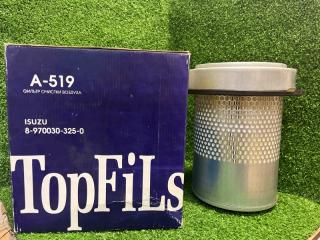 A-519
ФИЛЬТР ОЧИСТКИ ВОЗДУХА
ISUZU
8-970030-325-0
TopFiLs